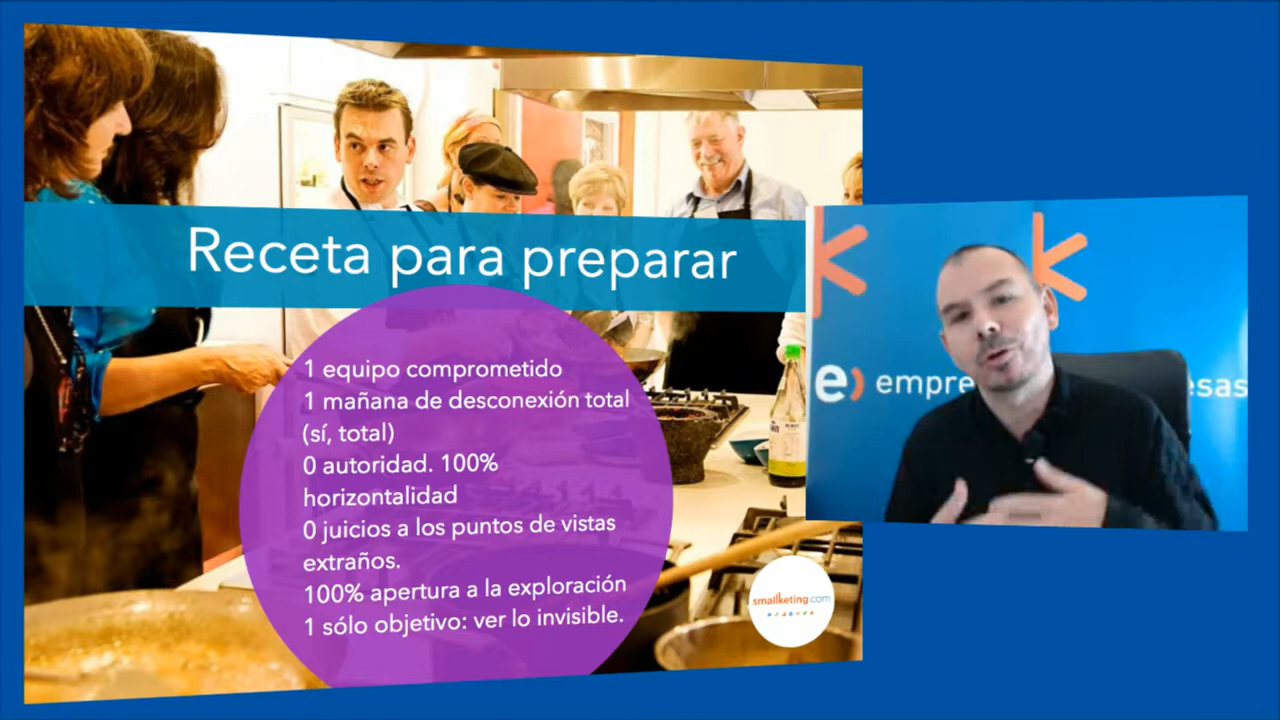 Receta para preparar
1 equipo comprometido
1 mañana de desconexión total
(sí, total)
0 autoridad. 100%
horizontalidad
0 juicios a los puntos de vistas
extraños.
100% apertura a la exploración
1 sólo objetivo: ver lo invisible.
smallketing.com
k k
e) empre esas